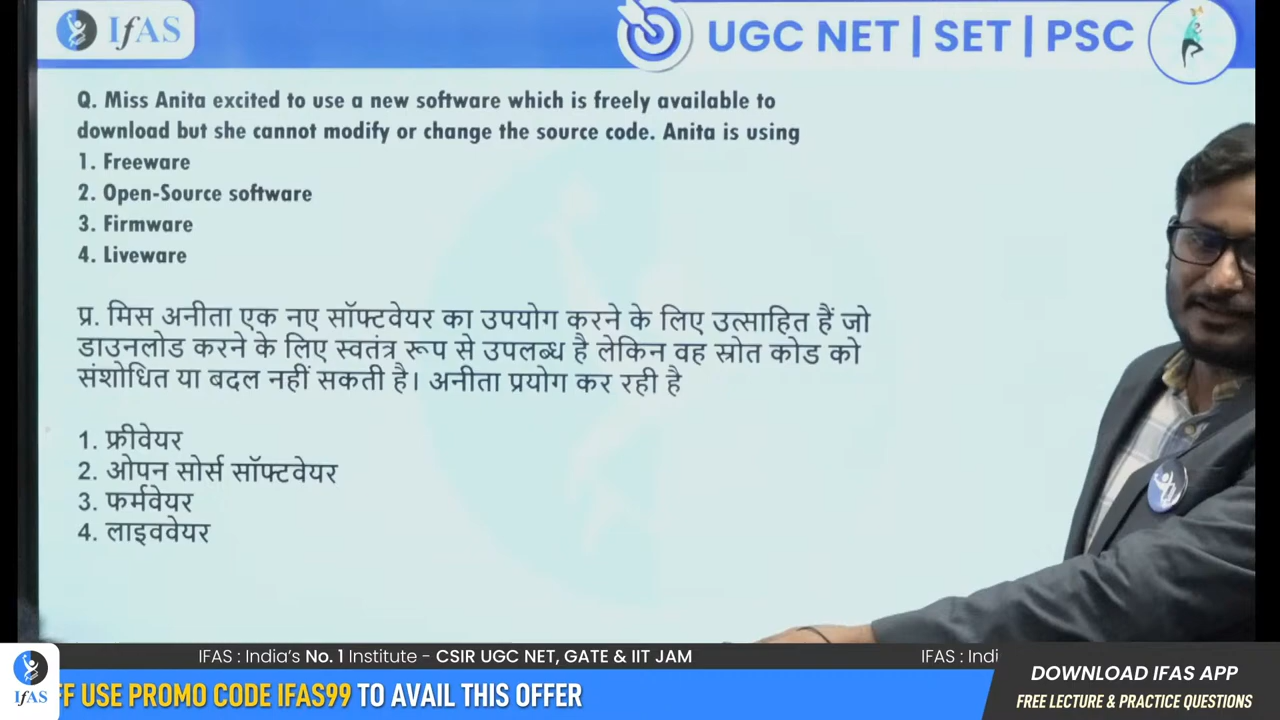 IfAS
UGC NET | SET | PSC
Q. Miss Anita excited to use a new software which is freely available to
download but she cannot modify or change the source code. Anita is using
1. Freeware
2. Open-Source software
3. Firmware
4. Liveware
प्र. मिस अनीता एक नए सॉफ्टवेयर का उपयोग करने के लिए उत्साहित हैं जो
डाउनलोड करने के लिए स्वतंत्र रूप से उपलब्ध है लेकिन वह स्रोत कोड को
संशोधित या बदल नहीं सकती है। अनीता प्रयोग कर रही है
1. फ्रीवेयर
2. ओपन सोर्स सॉफ्टवेयर
3. फर्मवेयर
4. लाइववेयर
IFAS : India's No. 1 Institute - CSIR UGC NET, GATE & IIT JAM
IFAS : Indi
IfAS
FF USE PROMO CODE IFAS99 TO AVAIL THIS OFFER
DOWNLOAD IFAS APP
FREE LECTURE & PRACTICE QUESTIONS